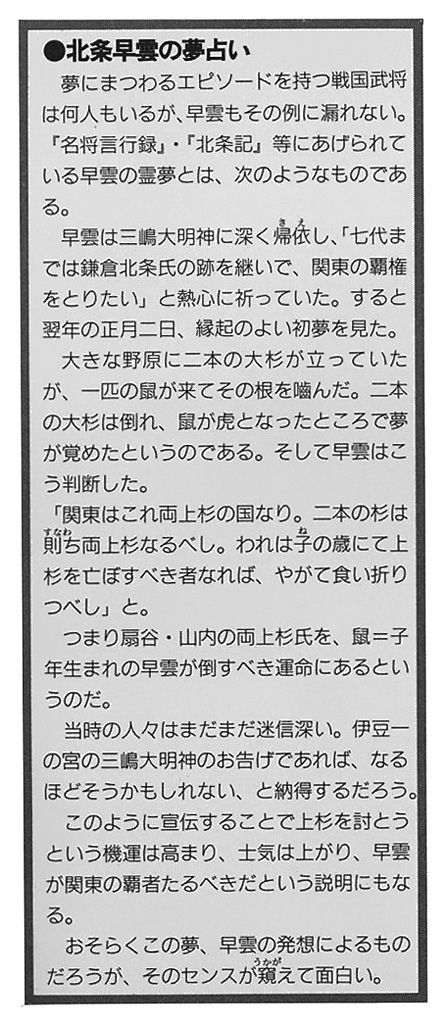 ●北条早雲の夢占い
　夢にまつわるエピソードを持つ戦国武将
は何人もいるが、早雲もその例に漏れない。
『名将言行録』・『北条記』等にあげられて
いる早雲の霊夢とは、次のようなものであ
る。
　早雲は三嶋大明神に深く帰依し、「七代ま
では鎌倉北条氏の跡を継いで、関東の覇権
をとりたい」と熱心に祈っていた。すると
翌年の正月二日、縁起のよい初夢を見た。
　大きな野原に二本の大杉が立っていた
が、一匹の鼠が来てその根を嚙んだ。二本
の大杉は倒れ、鼠が虎となったところで夢
が覚めたというのである。そして早雲はこ
う判断した。
「関東はこれ両上杉の国なり。二本の杉は
則ち両上杉なるべし。われは子の歳にて上
杉を亡ぼすべき者なれば、やがて食い折り
つべし」と。
　つまり扇谷・山内の両上杉氏を、鼠＝子
年生まれの早雲が倒すべき運命にあるとい
うのだ。
　当時の人々はまだまだ迷信深い。伊豆一
の宮の三嶋大明神のお告げであれば、なる
ほどそうかもしれない、と納得するだろう。
　このように宣伝することで上杉を討とう
という機運は高まり、士気は上がり、早雲
が関東の覇者たるべきだという説明にもな
る。
　おそらくこの夢、早雲の発想によるもの
だろうが、そのセンスが窺えて面白い。